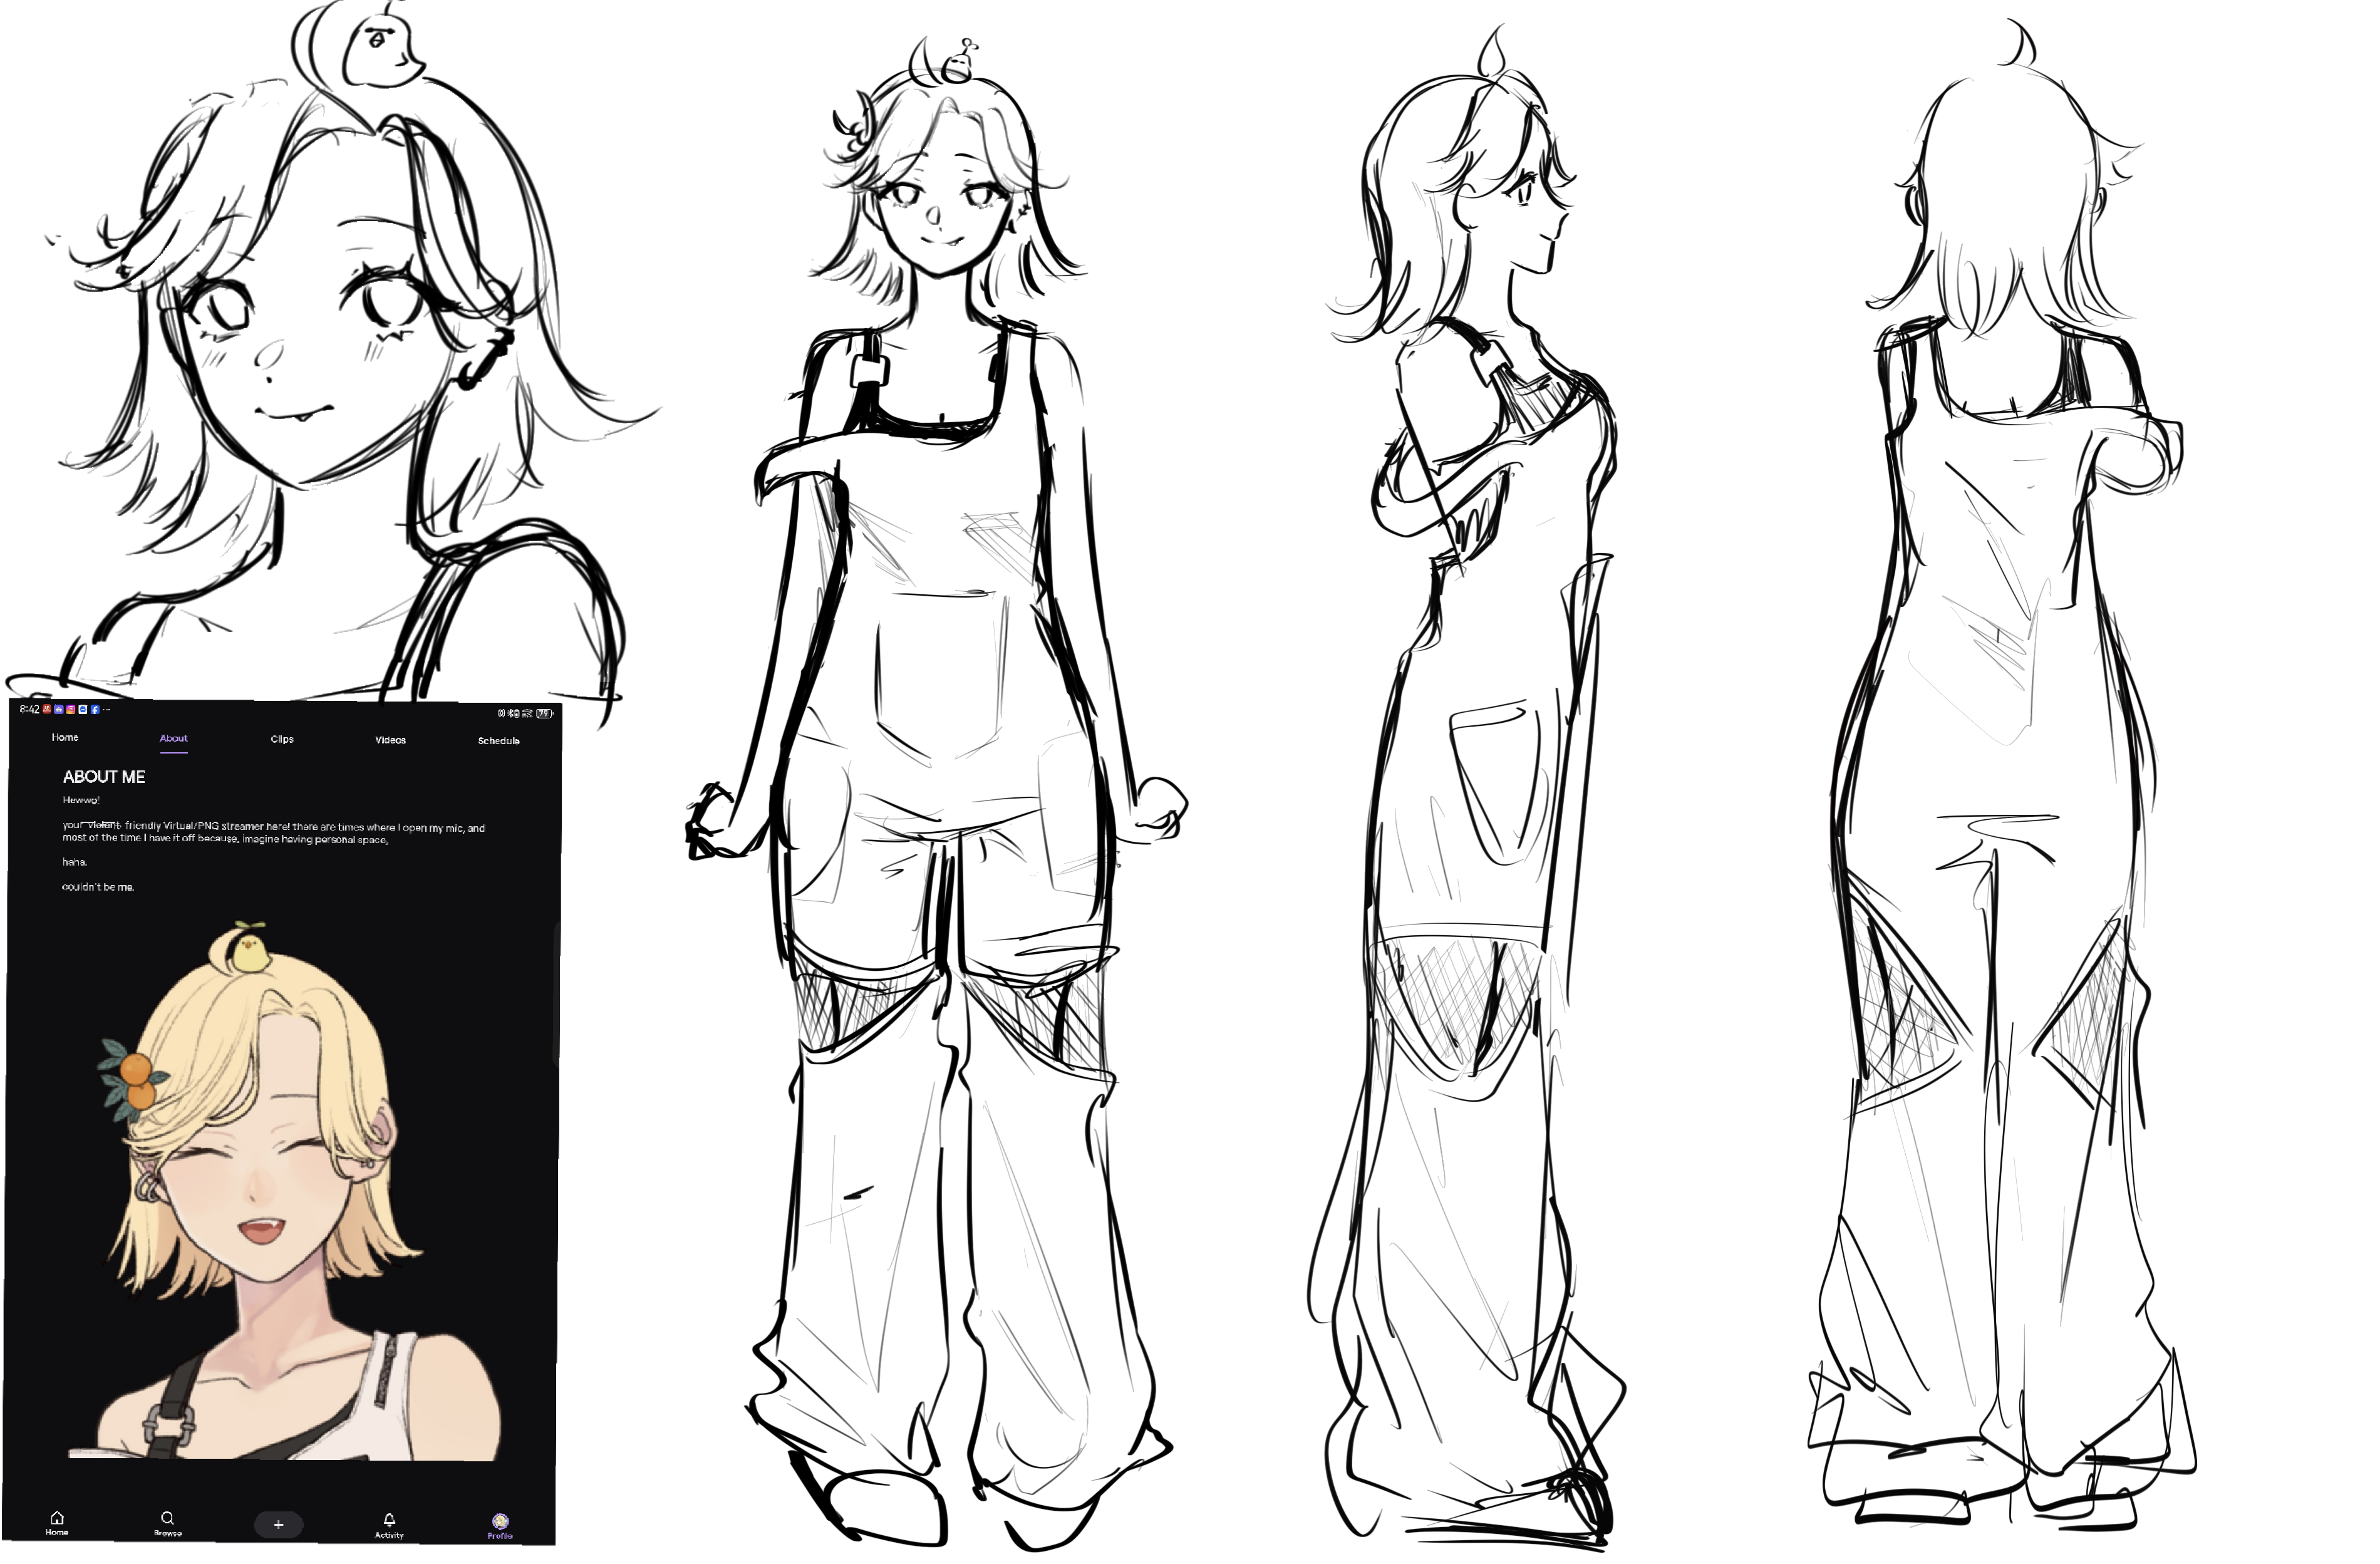 8:42
79
Home About Clips Videos Schedule
ABOUT ME
Hewwo!
your violent friendly Virtual/PNG streamer here! there are times where I open my mic, and
most of the time I have it off because, imagine having personal space,
haha.
couldn't be me.
Home Browse + Activity Profile